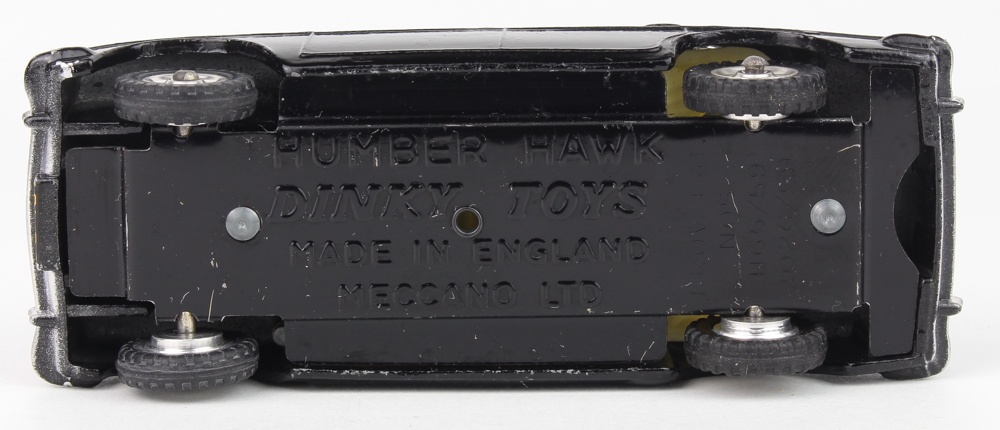 HUMBER HAWK
DINKY TOYS
MADE IN ENGLAND
MECCANO LTD